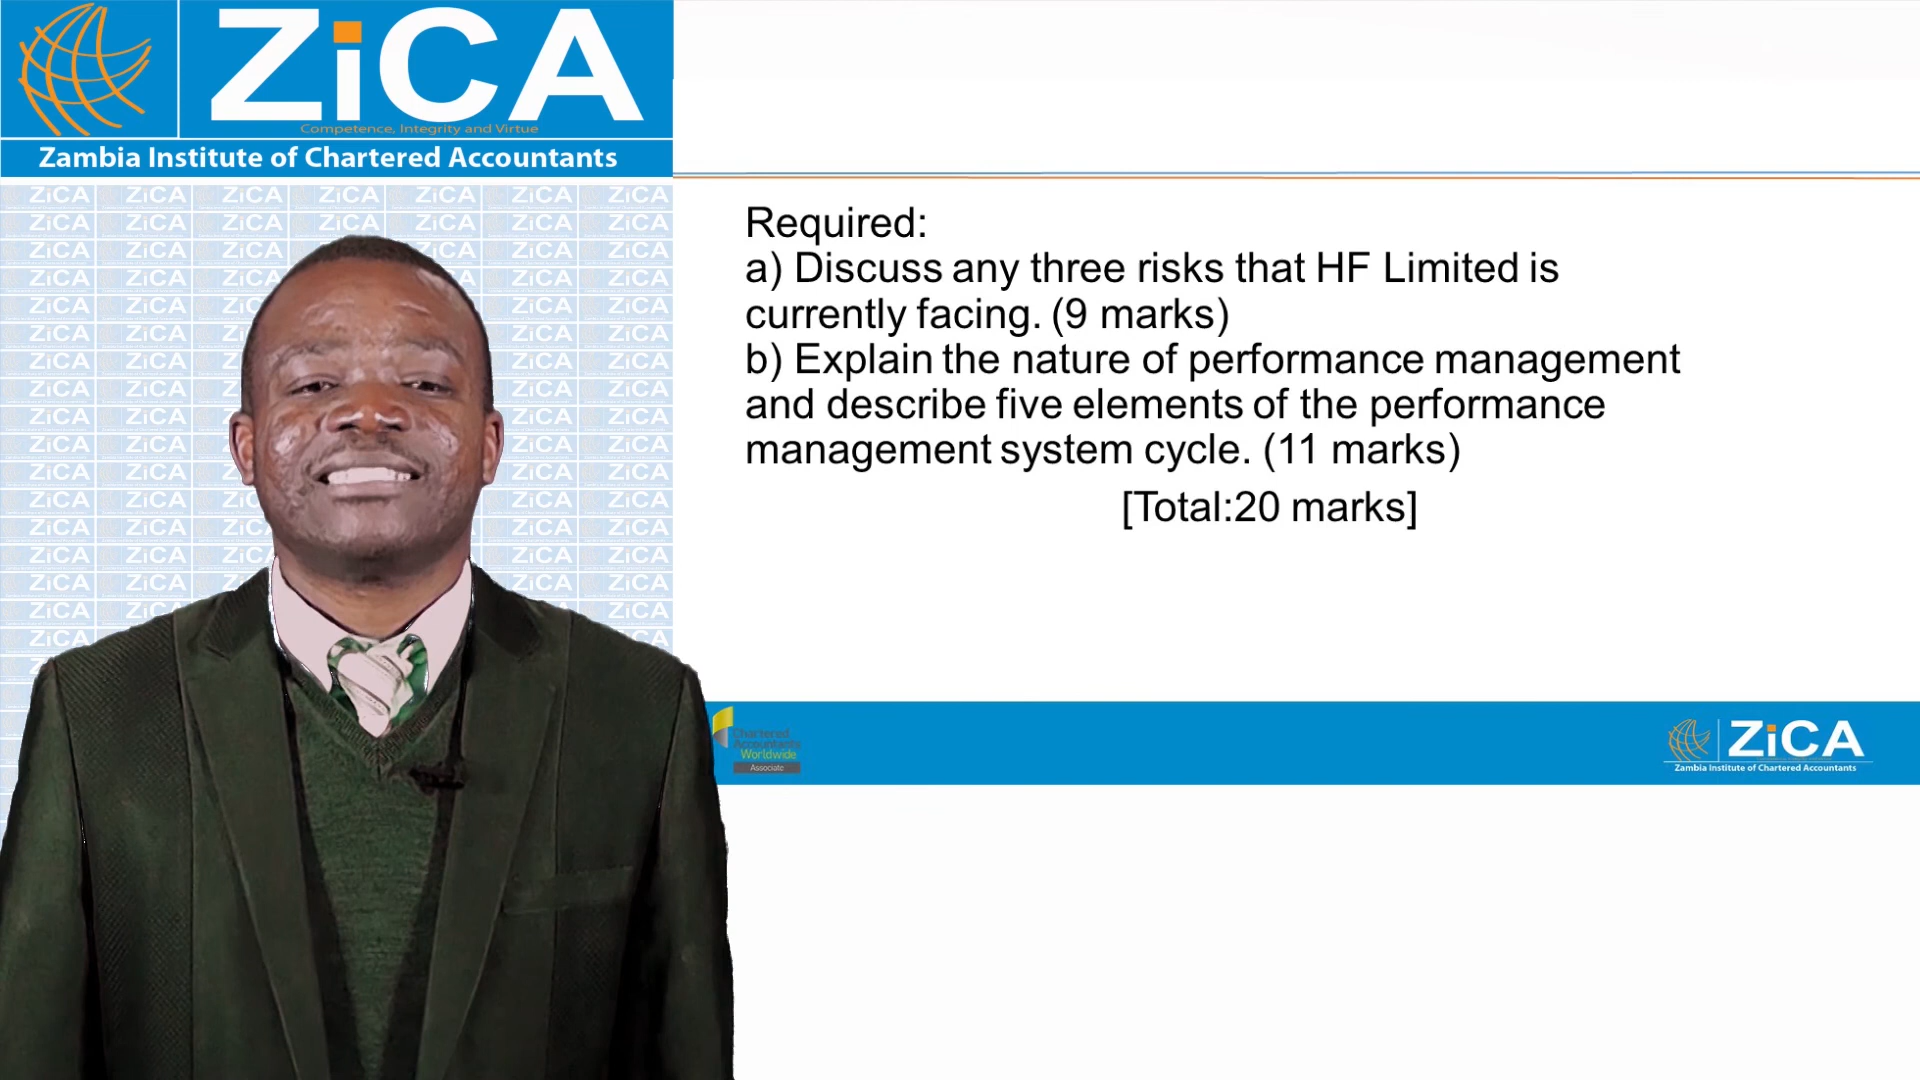 ZiCA
Competence, Integrity and Virtue
Zambia Institute of Chartered Accountants
Required:
a) Discuss any three risks that HF Limited is
currently facing. (9 marks)
b) Explain the nature of performance management
and describe five elements of the performance
management system cycle. (11 marks)
[Total:20 marks]
Chartered
Accountants
Worldwide
Associate
ZiCA
Zambia Institute of Chartered Accountants